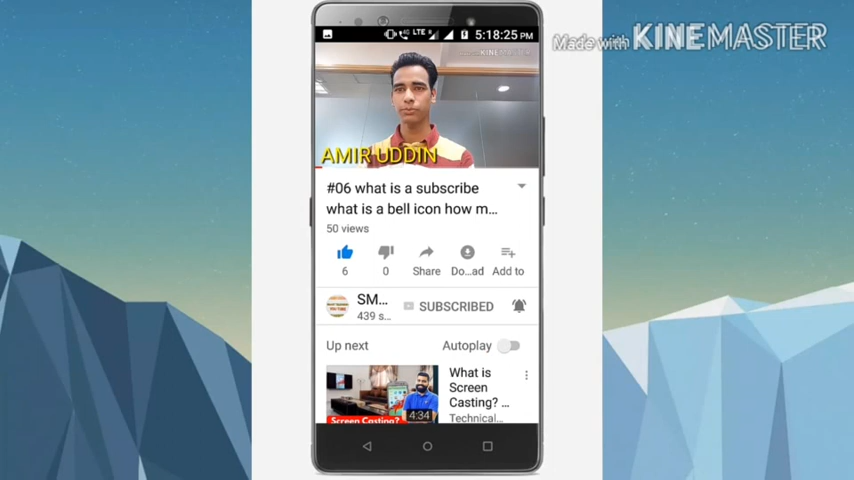 Made with KINEMASTER
4G LTE R 5:18:25 PM
KINEMASTER
AMIR UDDIN
#06 what is a subscribe
what is a bell icon how m...
50 views
6 0 Share Do...ad Add to
SM...
SUBSCRIBED
439 s...
Up next Autoplay
What is
Screen
Casting? ...
Technical...
4:34
Screen Casting?